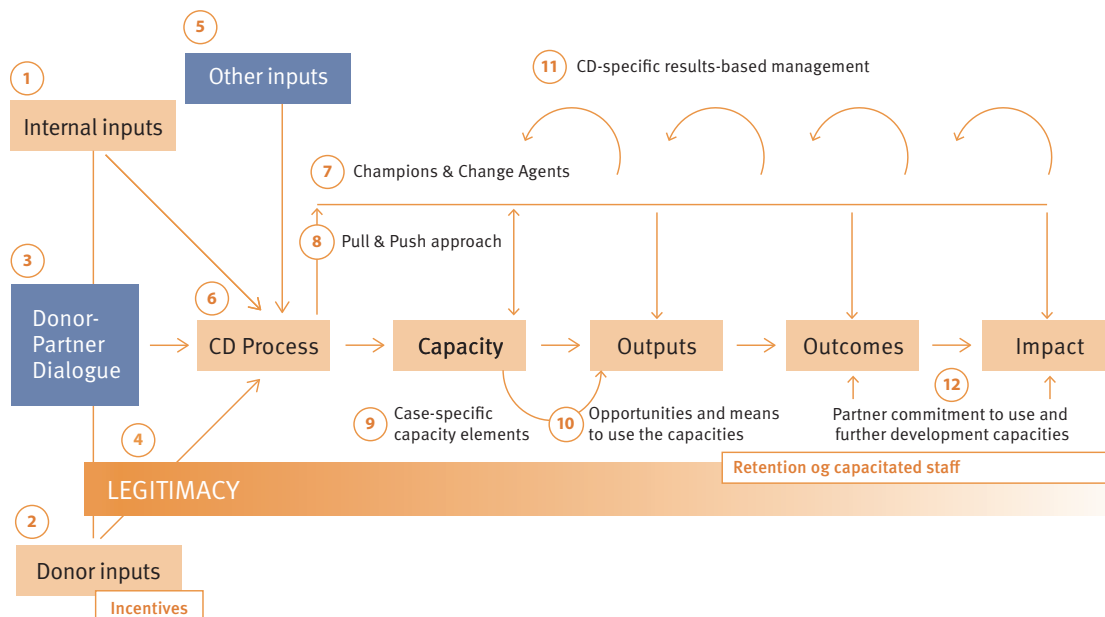 5
Other inputs
11
CD-specific results-based management
1
Internal inputs
7
Champions & Change Agents
8
Pull & Push approach
3
Donor-
Partner
Dialogue
6
CD Process
Capacity
Outputs
Outcomes
Impact
12
9
Case-specific
capacity elements
10
Opportunities and means
to use the capacities
Partner commitment to use and
further development capacities
4
Retention og capacitated staff
LEGITIMACY
2
Donor inputs
Incentives